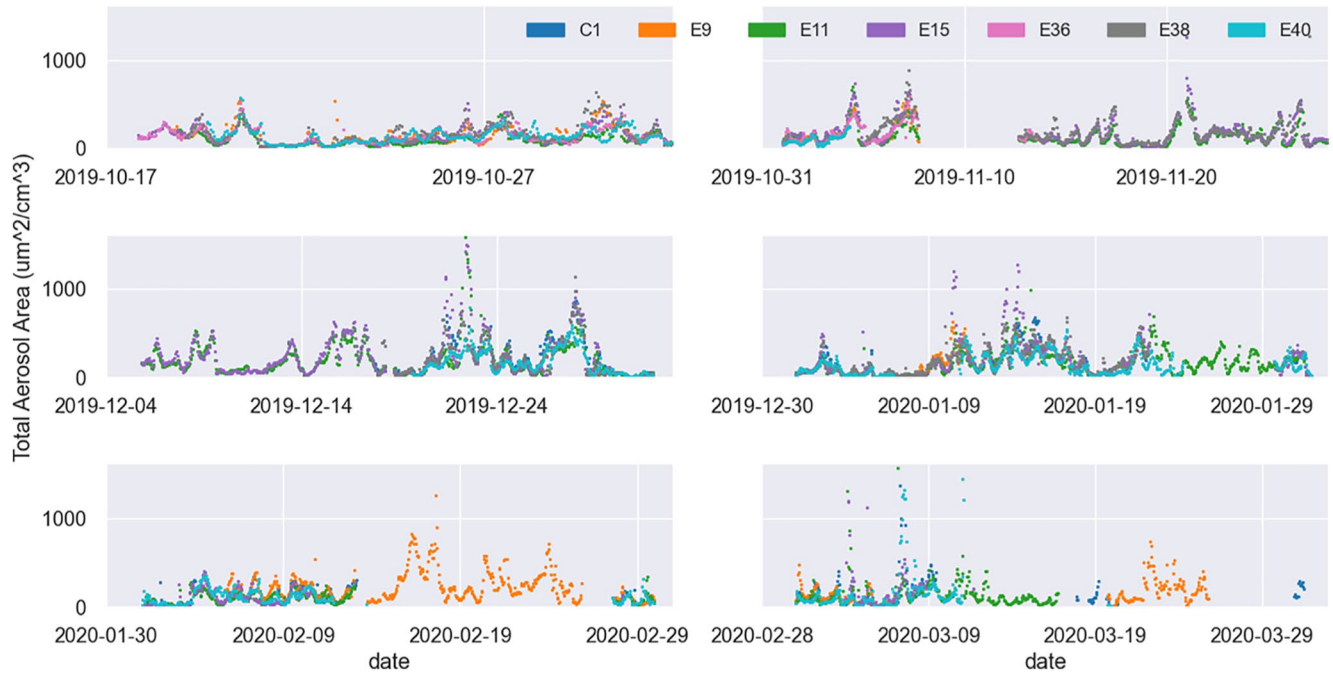 C1 E9 E11 E15 E36 E38 E40
1000
0
2019-10-17 2019-10-27 2019-10-31 2019-11-10 2019-11-20
Total Aerosol Area (um^2/cm^3)
1000
0
2019-12-04 2019-12-14 2019-12-24 2019-12-30 2020-01-09 2020-01-19 2020-01-29
1000
0
2020-01-30 2020-02-09 2020-02-19 2020-02-29 2020-02-28 2020-03-09 2020-03-19 2020-03-29
date date